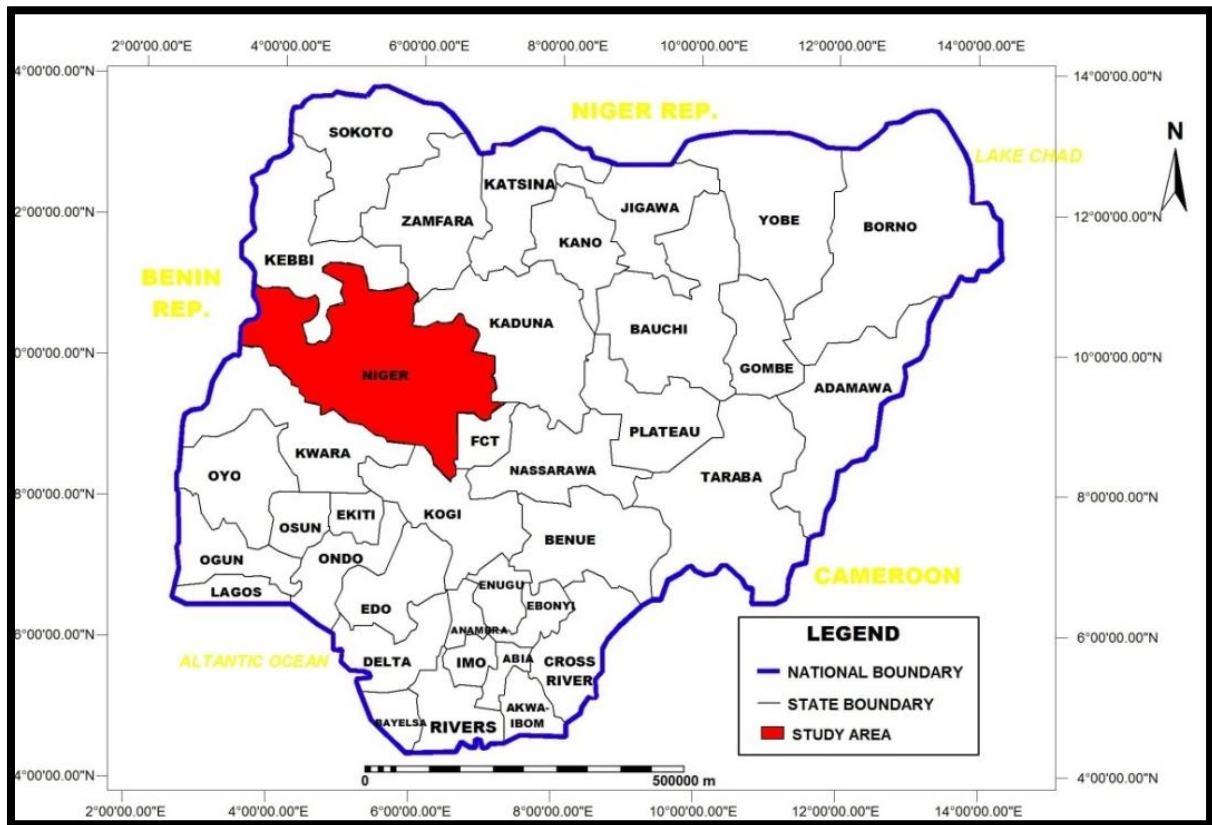 2°00'00.00"E 4°00'00.00"E 6°00'00.00"E 8°00'00.00"E 10°00'00.00"E 12°00'00.00"E 14°00'00.00"E
4°00'00.00"N
14°00'00.00"N
NIGER REP.
N
SOKOTO
LAKE CHAD
KATSINA
ZAMFARA
JIGAWA
2°00'00.00"N
12°00'00.00"N
YOBE
BORNO
KANO
KEBBI
BENIN
REP.
KADUNA
BAUCHI
0°00'00.00"N
10°00'00.00"N
NIGER
GOMBE
ADAMAWA
PLATEAU
FCT
KWARA
NASSARAWA
OYO
TARABA
8°00'00.00"N
8°00'00.00"N
KOGI
EKITI
OSUN
BENUE
OGUN
ONDO
CAMEROON
ENUGU
LAGOS
EDO
EBONYI
ANAMBRA
6°00'00.00"N
6°00'00.00"N
ALTANTIC OCEAN
DELTA
IMO
ABIA
CROSS
RIVER
AKWA-
IBOM
BAYELSA
RIVERS
LEGEND
NATIONAL BOUNDARY
STATE BOUNDARY
STUDY AREA
4°00'00.00"N
4°00'00.00"N
0 500000 m
2°00'00.00"E 4°00'00.00"E 6°00'00.00"E 8°00'00.00"E 10°00'00.00"E 12°00'00.00"E 14°00'00.00"E